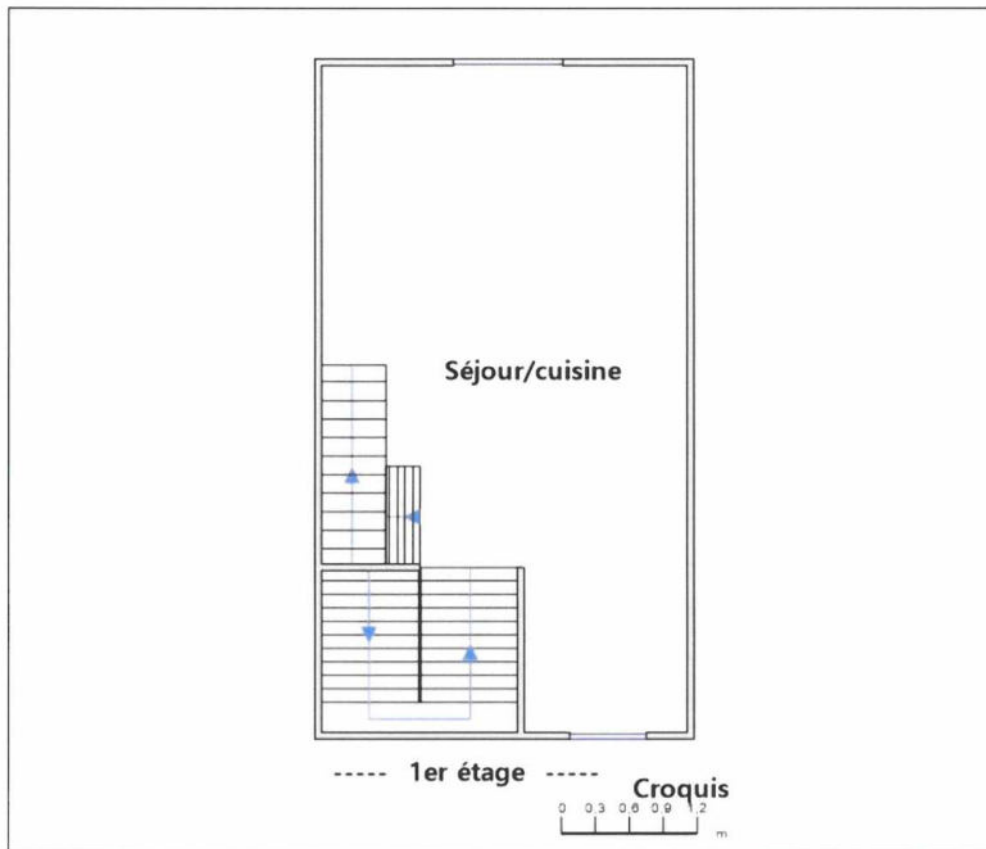 Séjour/cuisine
----- 1er étage -----
Croquis
0 0,3 0,6 0,9 1,2
m